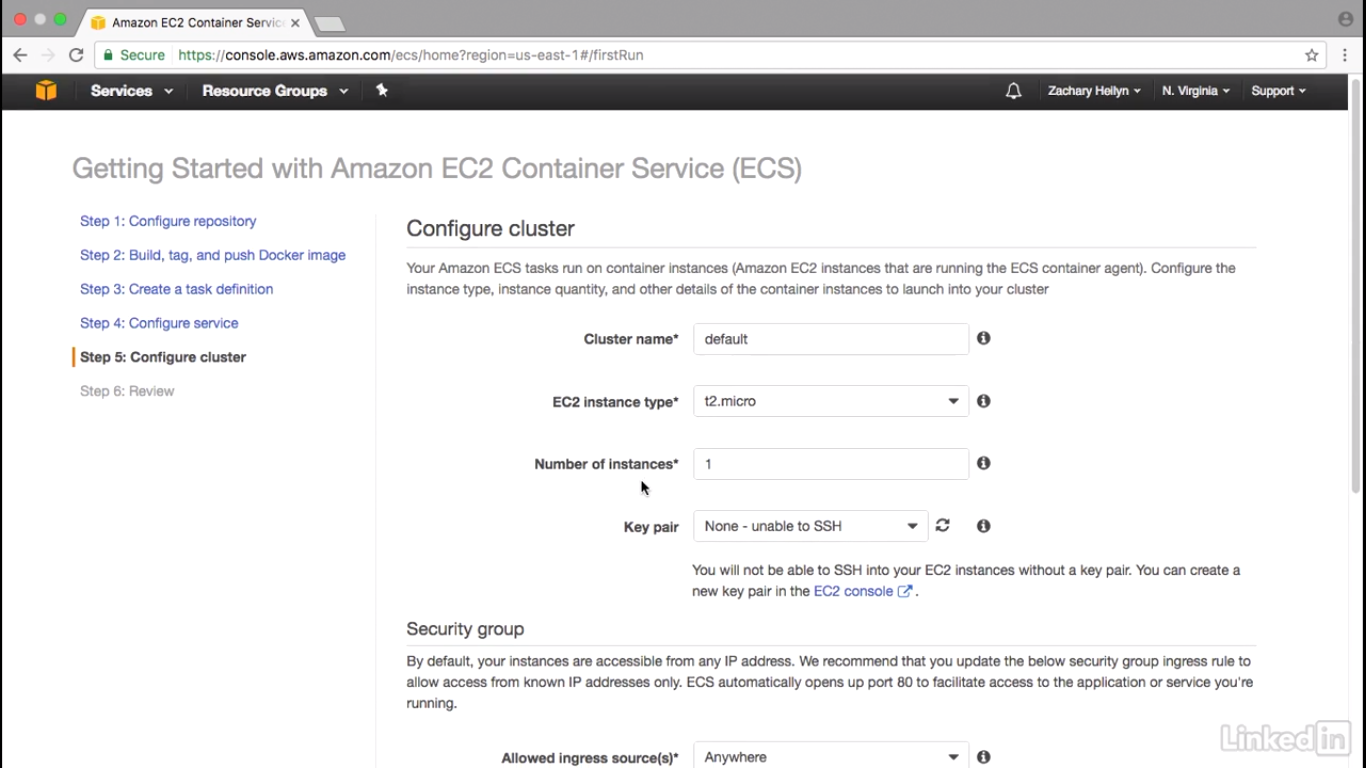 Amazon EC2 Container Servic
Secure https://console.aws.amazon.com/ecs/home?region=us-east-1#/firstRun
Services Resource Groups Zachary Heilyn N. Virginia Support
Getting Started with Amazon EC2 Container Service (ECS)
Step 1: Configure repository
Step 2: Build, tag, and push Docker image
Step 3: Create a task definition
Step 4: Configure service
Step 5: Configure cluster
Step 6: Review
Configure cluster
Your Amazon ECS tasks run on container instances (Amazon EC2 instances that are running the ECS container agent). Configure the
instance type, instance quantity, and other details of the container instances to launch into your cluster
Cluster name* default
EC2 instance type* t2.micro
Number of instances* 1
Key pair None - unable to SSH
You will not be able to SSH into your EC2 instances without a key pair. You can create a
new key pair in the EC2 console .
Security group
By default, your instances are accessible from any IP address. We recommend that you update the below security group ingress rule to
allow access from known IP addresses only. ECS automatically opens up port 80 to facilitate access to the application or service you're
running.
Allowed ingress source(s)* Anywhere
Linked in